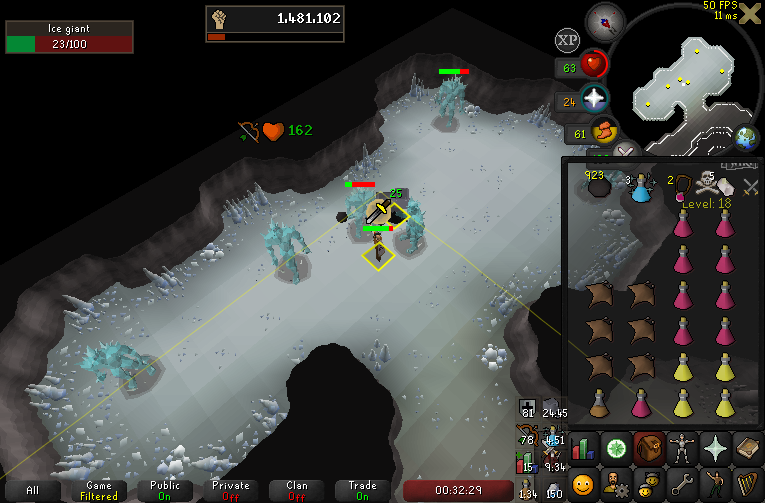 Ice giant
23/100
1.481.102
50 FPS
11 ms
XP
63
24
61
162
25
923
3
2
5
Level: 18
81
24:45
78
4:51
15
9:34
1:34
150
All
Game
Filtered
Public
On
Private
Off
Clan
Off
Trade
On
00:32:29